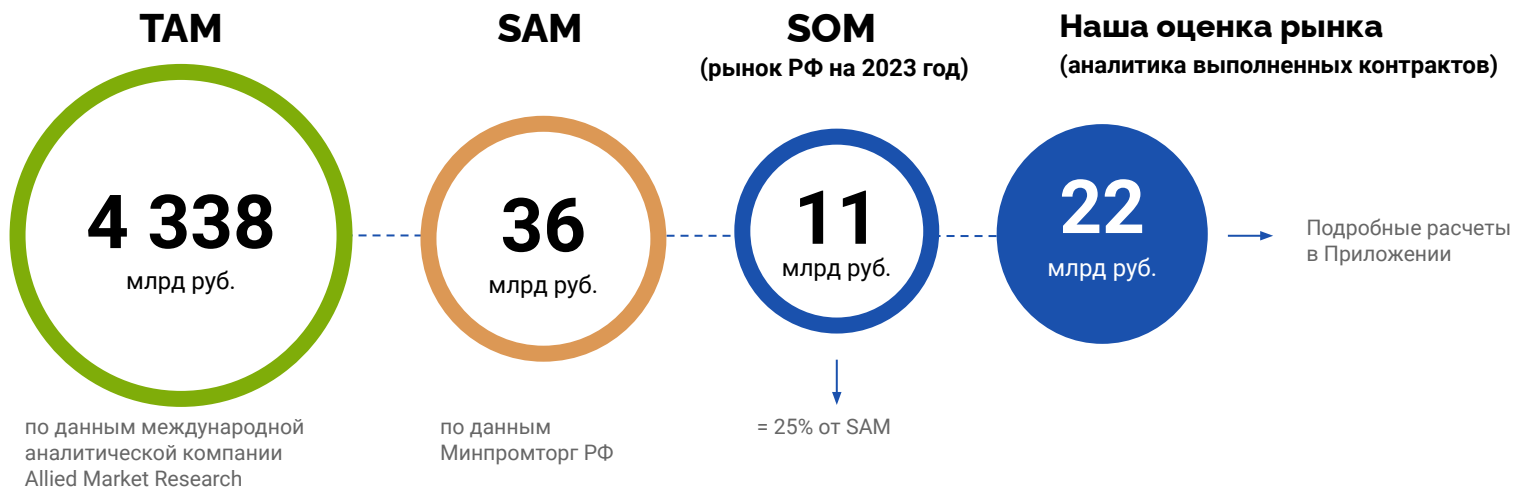 TAM
4 338
млрд руб.
по данным международной
аналитической компании
Allied Market Research
SAM
36
млрд руб.
по данным
Минпромторг РФ
SOM
(рынок РФ на 2023 год)
11
млрд руб.
= 25% от SAM
Наша оценка рынка
(аналитика выполненных контрактов)
22
млрд руб.
Подробные расчеты
в Приложении